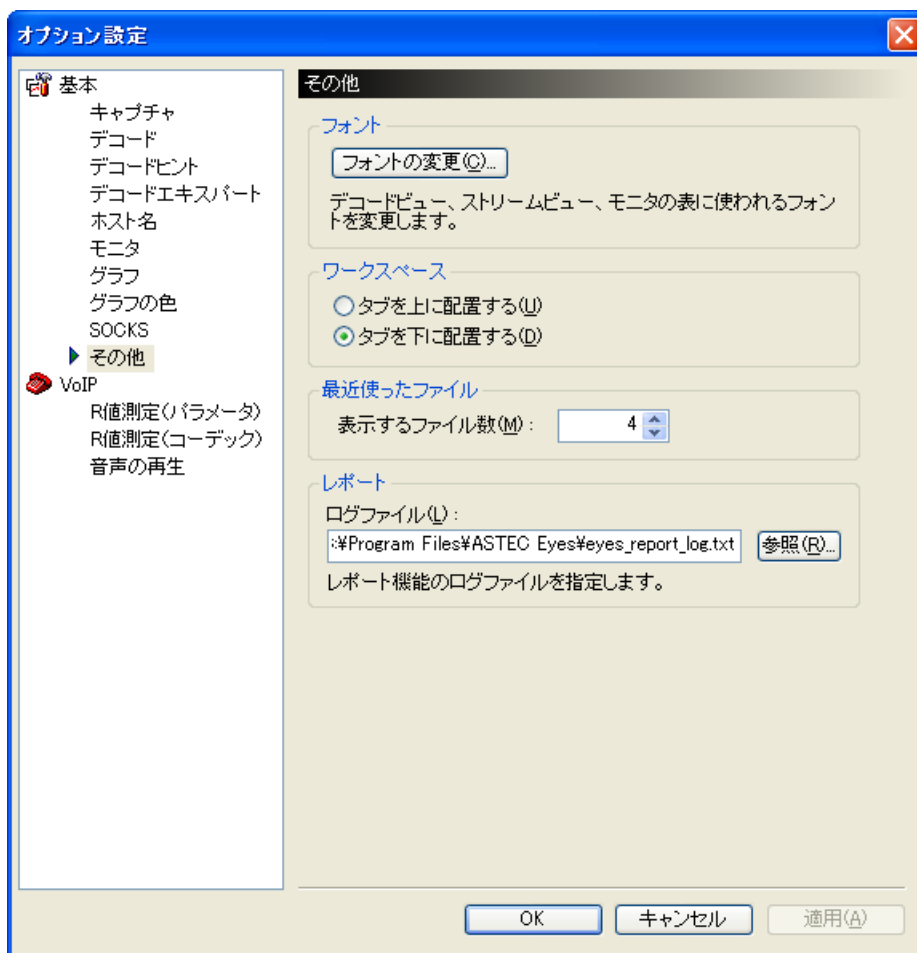 オプション設定
基本
キャプチャ
デコード
デコードヒント
デコードエキスパート
ホスト名
モニタ
グラフ
グラフの色
SOCKS
その他
VoIP
R値測定(パラメータ)
R値測定(コーデック)
音声の再生
その他
フォント
フォントの変更(C)...
デコードビュー、ストリームビュー、モニタの表に使われるフォン
トを変更します。
ワークスペース
タブを上に配置する(U)
タブを下に配置する(D)
最近使ったファイル
表示するファイル数(M):
4
レポート
ログファイル(L):
:¥Program Files¥ASTEC Eyes¥eyes_report_log.txt
参照(R)...
レポート機能のログファイルを指定します。
OK
キャンセル
適用(A)